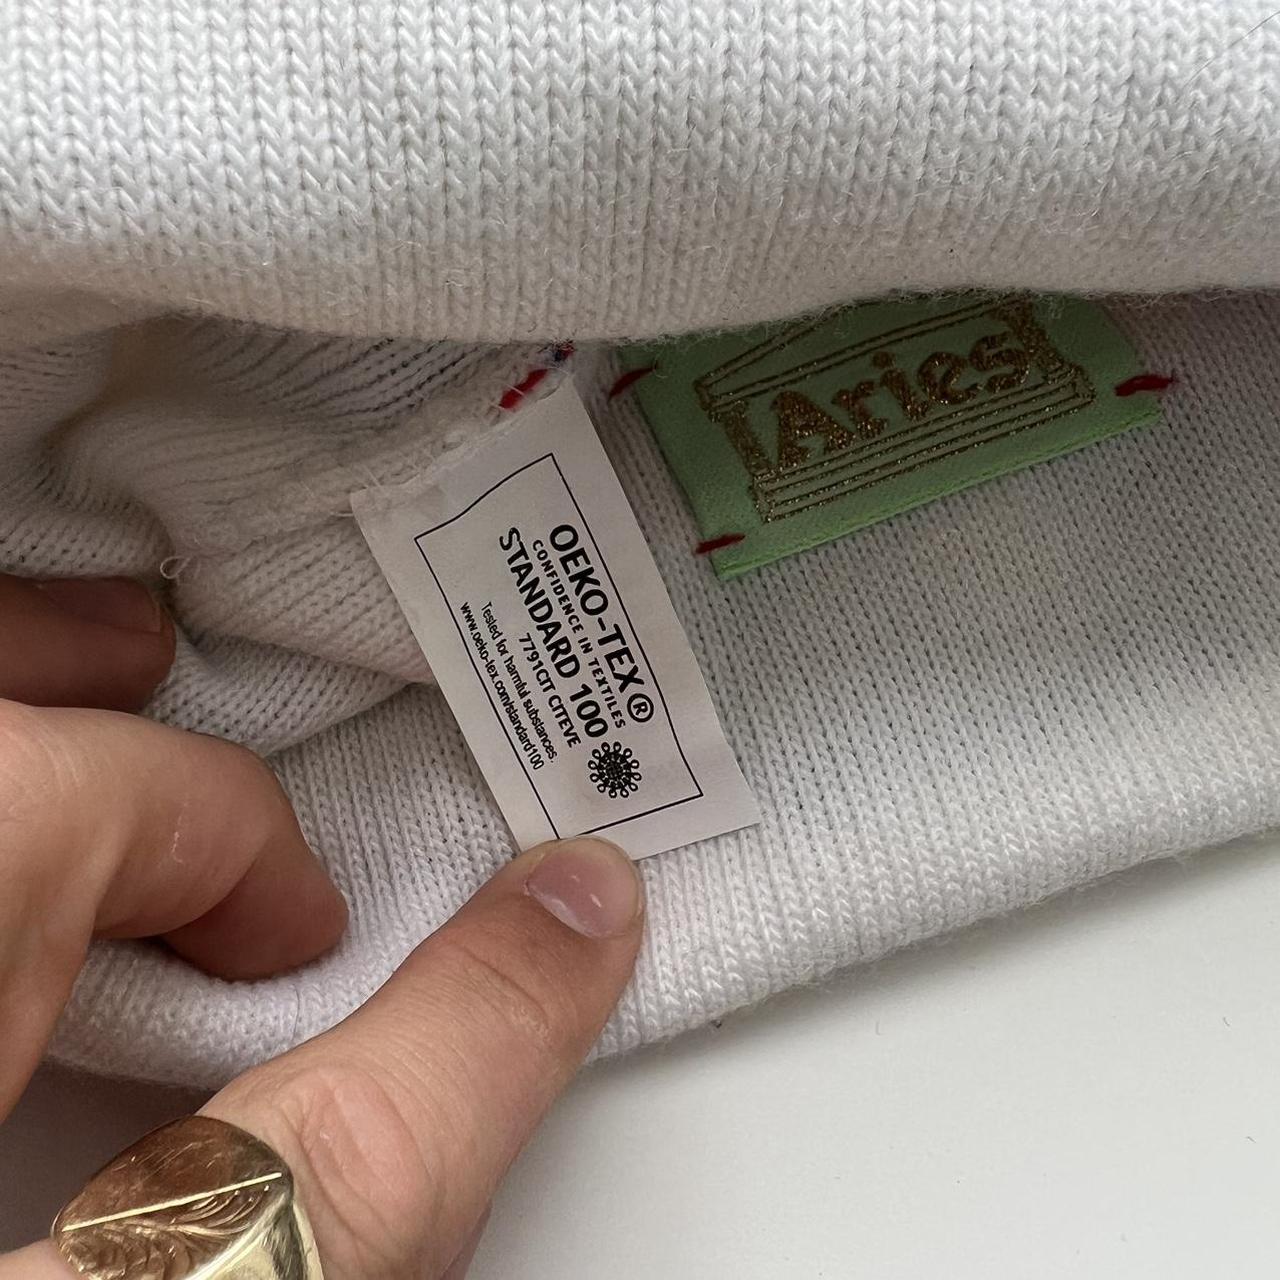 Aries
OEKO-TEX®
CONFIDENCE IN TEXTILES
STANDARD 100
7791CIT CITEVE
Tested for harmful substances.
www.oeko-tex.com/standard100